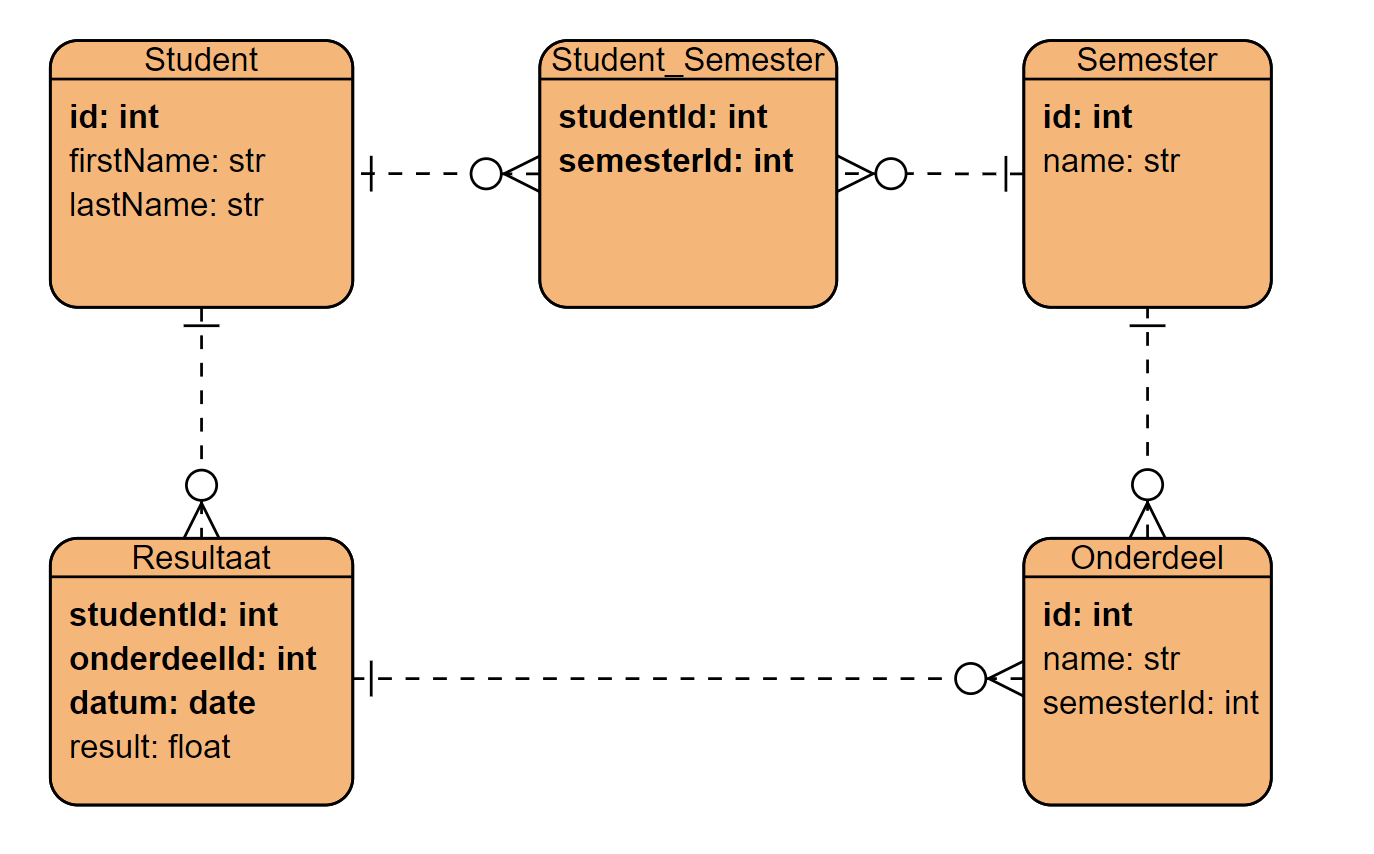 Student
id: int
firstName: str
lastName: str
Student_Semester
studentId: int
semesterId: int
Semester
id: int
name: str
Resultaat
studentId: int
onderdeelId: int
datum: date
result: float
Onderdeel
id: int
name: str
semesterId: int